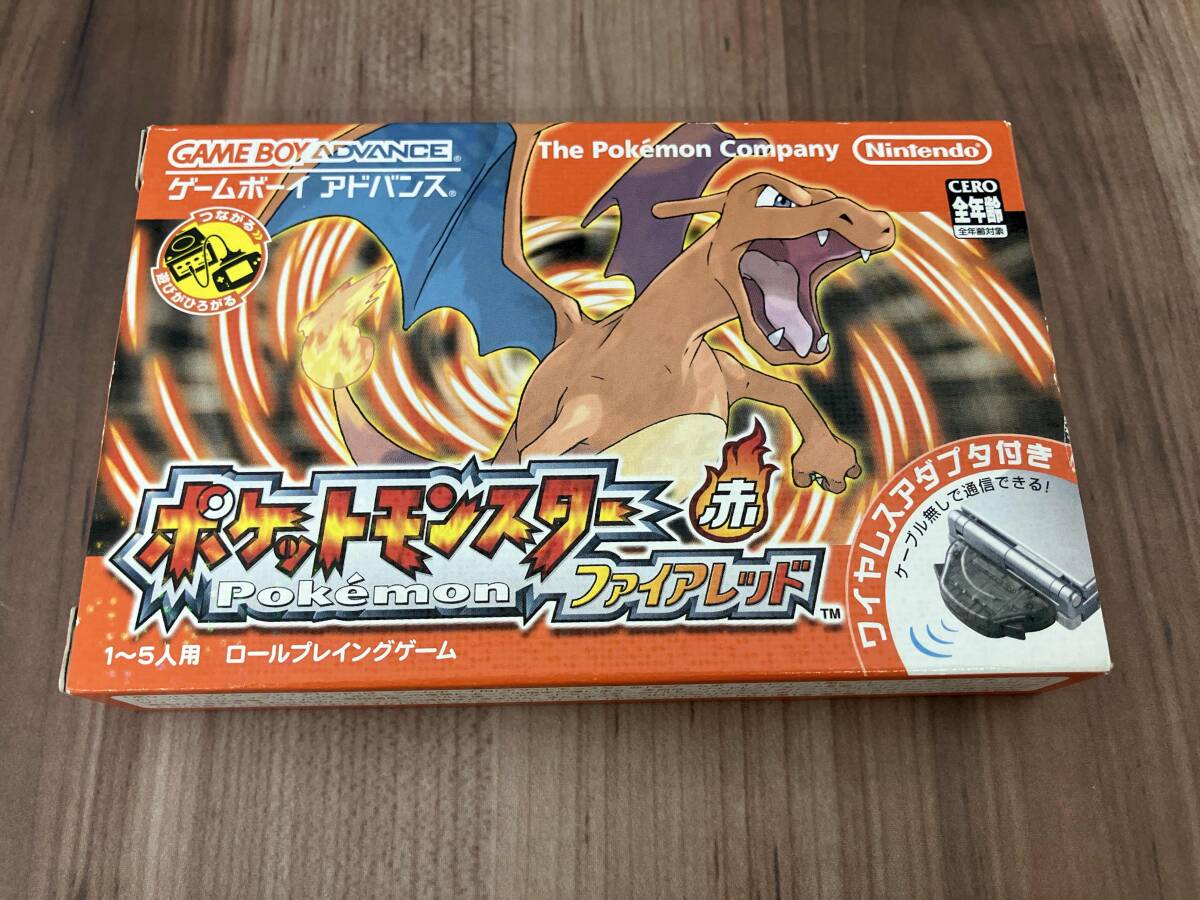 GAME BOY ADVANCE®
ゲームボーイ アドバンス®
The Pokémon Company
Nintendo®
CERO
全年齢
全年齢対象
つながる»
遊びがひろがる
ポケットモンスター
赤
Pokémon
ファイアレッド
TM
1〜5人用 ロールプレイングゲーム
ワイヤレスアダプタ付き
ケーブル無しで通信できる!